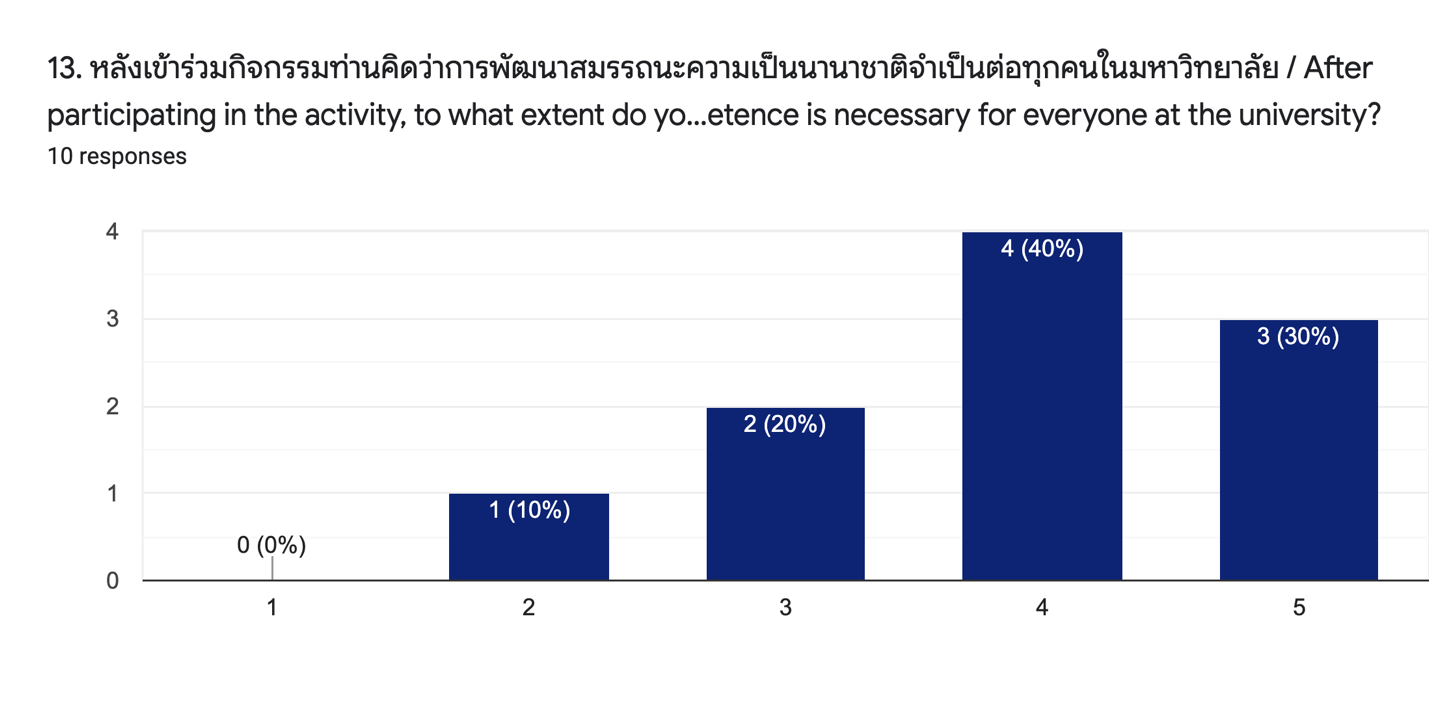 13. หลังเข้าร่วมกิจกรรมท่านคิดว่าการพัฒนาสมรรถนะความเป็นนานาชาติจำเป็นต่อทุกคนในมหาวิทยาลัย / After
participating in the activity, to what extent do yo...etence is necessary for everyone at the university?
10 responses
4
3
2
1
0
0 (0%)
1 (10%)
2 (20%)
4 (40%)
3 (30%)
1 2 3 4 5